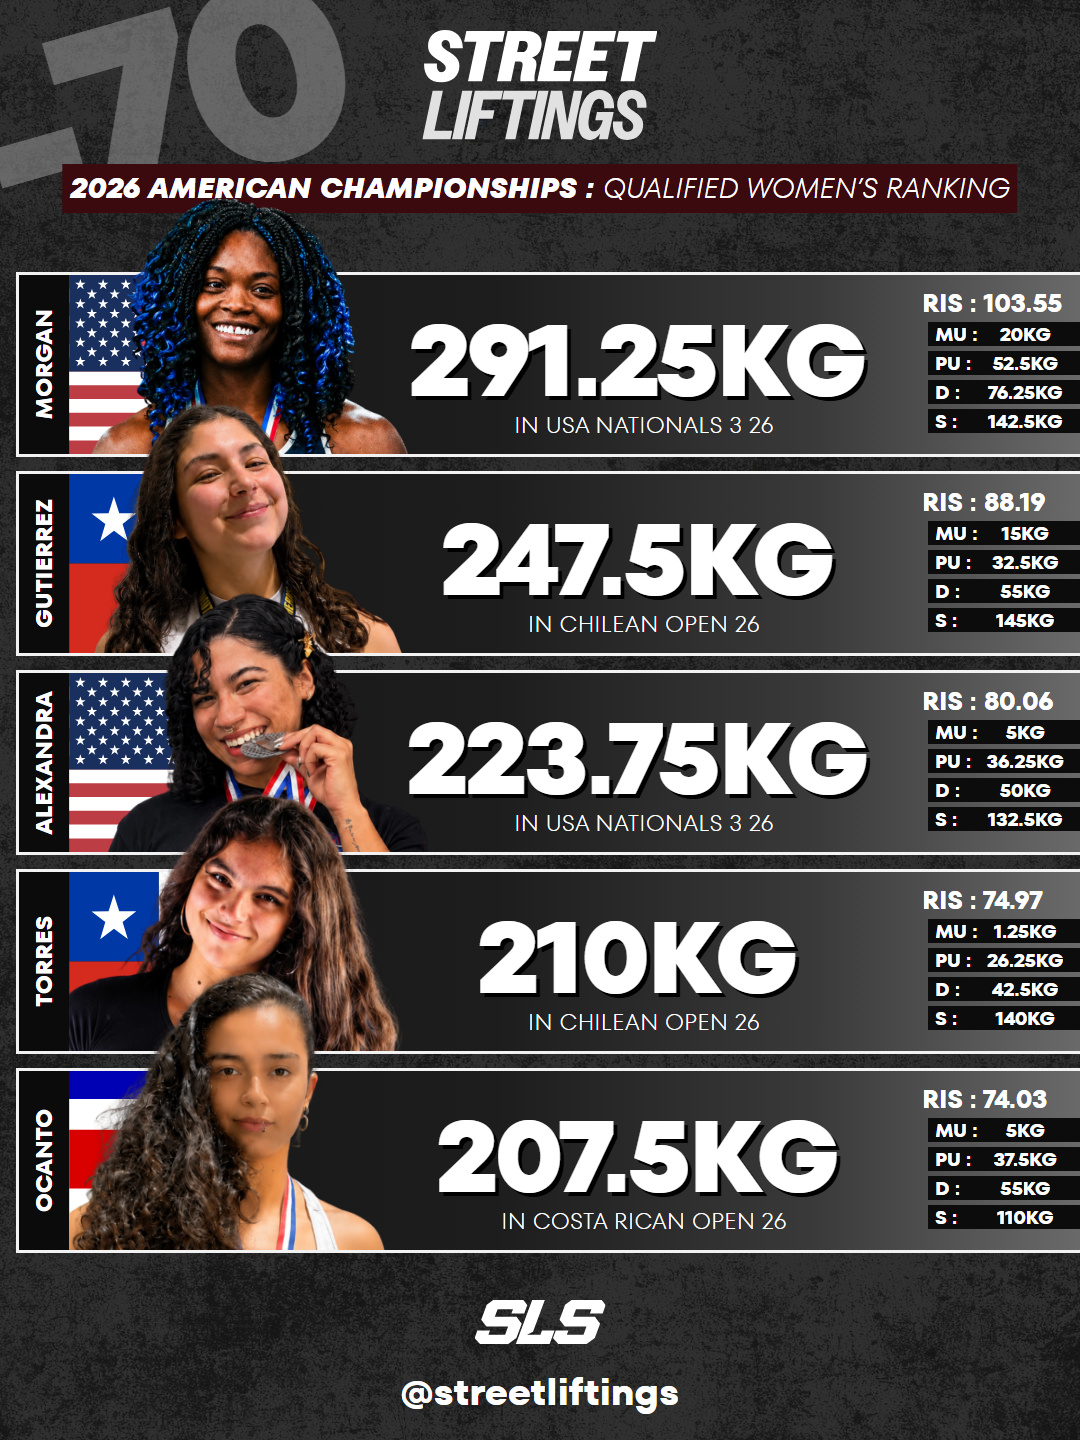 -70
STREET
LIFTINGS
2026 AMERICAN CHAMPIONSHIPS : QUALIFIED WOMEN'S RANKING
MORGAN
291.25KG
IN USA NATIONALS 3 26
RIS : 103.55
MU : 20KG
PU : 52.5KG
D : 76.25KG
S : 142.5KG
GUTIERREZ
247.5KG
IN CHILEAN OPEN 26
RIS : 88.19
MU : 15KG
PU : 32.5KG
D : 55KG
S : 145KG
ALEXANDRA
223.75KG
IN USA NATIONALS 3 26
RIS : 80.06
MU : 5KG
PU : 36.25KG
D : 50KG
S : 132.5KG
TORRES
210KG
IN CHILEAN OPEN 26
RIS : 74.97
MU : 1.25KG
PU : 26.25KG
D : 42.5KG
S : 140KG
OCANTO
207.5KG
IN COSTA RICAN OPEN 26
RIS : 74.03
MU : 5KG
PU : 37.5KG
D : 55KG
S : 110KG
SLS
@streetliftings